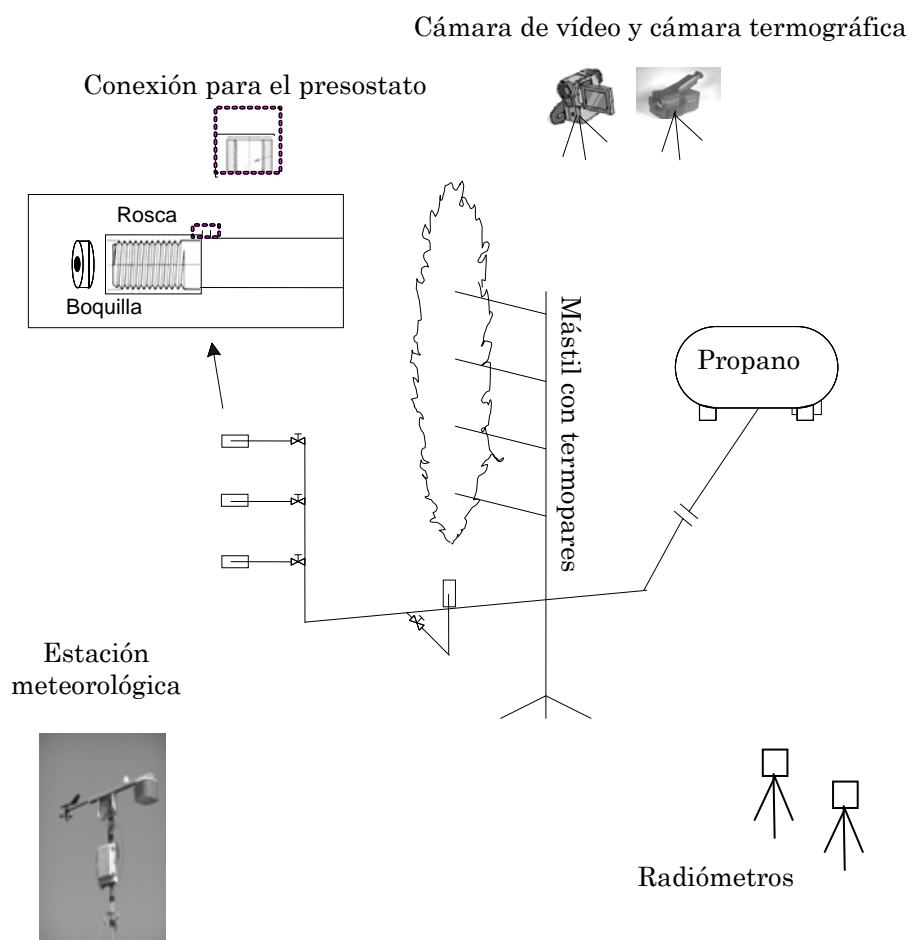 Cámara de vídeo y cámara termográfica
Conexión para el presostato
Rosca
Boquilla
Mástil con termopares
Propano
Estación
meteorológica
Radiómetros